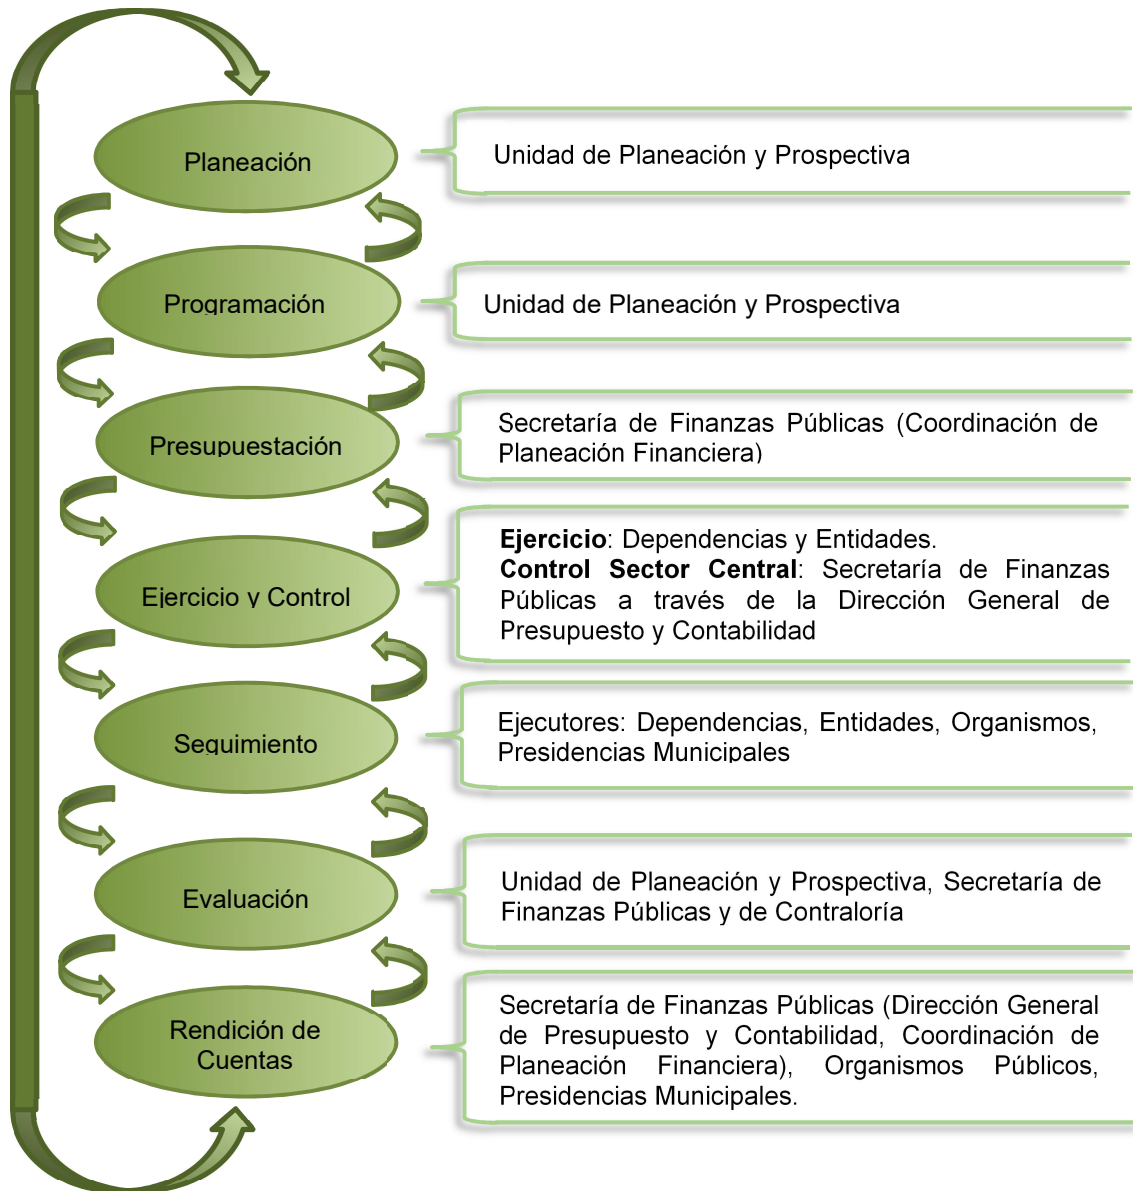 Planeación
Unidad de Planeación y Prospectiva
Programación
Unidad de Planeación y Prospectiva
Presupuestación
Secretaría de Finanzas Públicas (Coordinación de
Planeación Financiera)
Ejercicio y Control
Ejercicio: Dependencias y Entidades.
Control Sector Central: Secretaría de Finanzas
Públicas a través de la Dirección General de
Presupuesto y Contabilidad
Seguimiento
Ejecutores: Dependencias, Entidades, Organismos,
Presidencias Municipales
Evaluación
Unidad de Planeación y Prospectiva, Secretaría de
Finanzas Públicas y de Contraloría
Rendición de
Cuentas
Secretaría de Finanzas Públicas (Dirección General
de Presupuesto y Contabilidad, Coordinación de
Planeación Financiera), Organismos Públicos,
Presidencias Municipales.